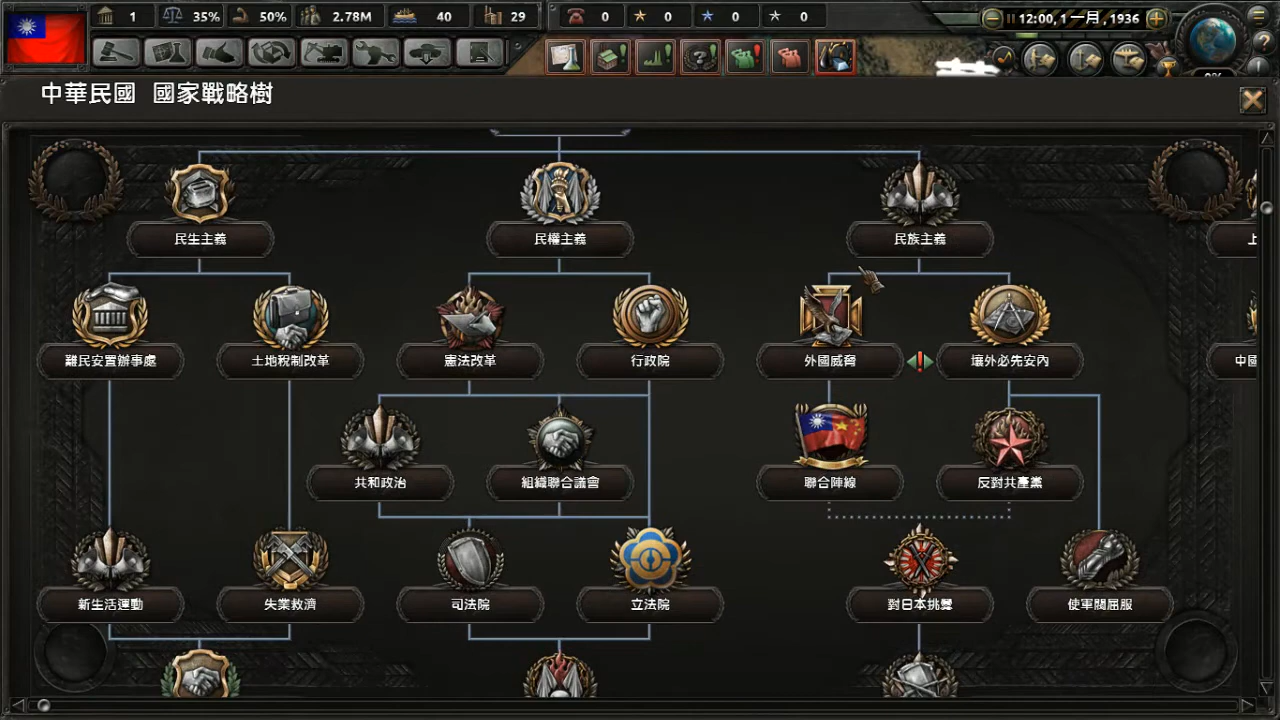 1
35%
50%
2.78M
40
29
0
0
0
0
12:00, 1 一月, 1936
0%
中華民國 國家戰略樹
民生主義
民權主義
民族主義
上
難民安置辦事處
土地稅制改革
憲法改革
行政院
外國威脅
攘外必先安內
中國
共和政治
組織聯合議會
聯合陣線
反對共產黨
新生活運動
失業救濟
司法院
立法院
對日本挑釁
使軍閥屈服